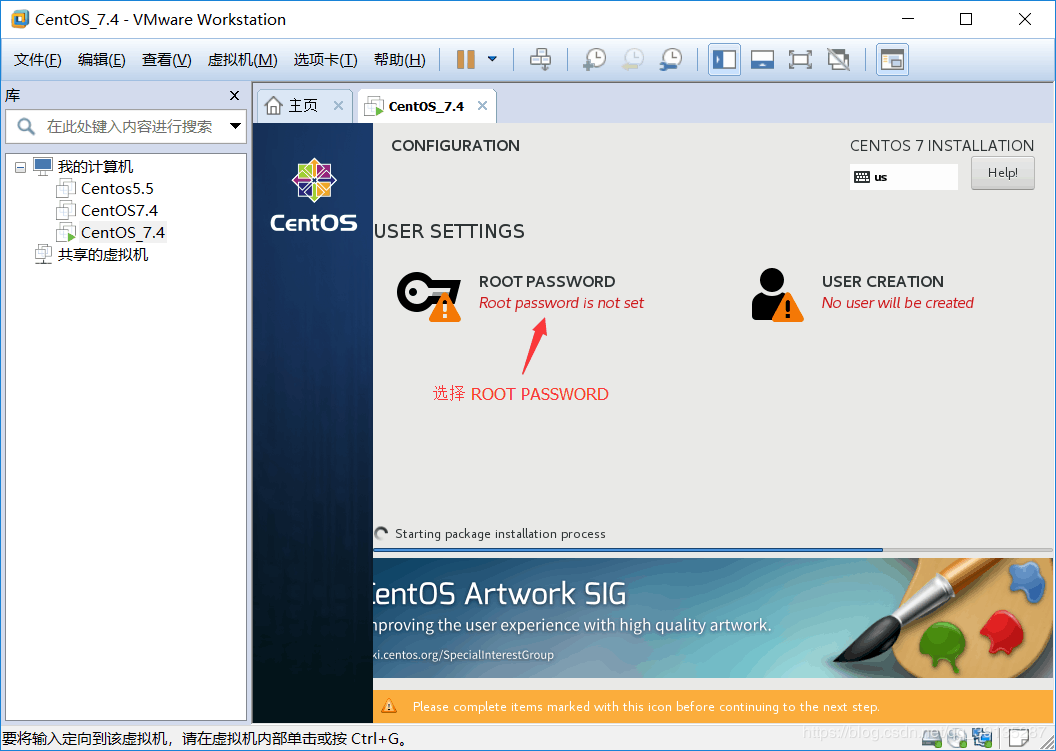 CentOS_7.4 - VMware Workstation
文件(F) 编辑(E) 查看(V) 虚拟机(M) 选项卡(T) 帮助(H)
库
在此处键入内容进行搜索
我的计算机
Centos5.5
CentOS7.4
CentOS_7.4
共享的虚拟机
主页
CentOS_7.4
CentOS
CONFIGURATION
CENTOS 7 INSTALLATION
us
Help!
USER SETTINGS
ROOT PASSWORD
Root password is not set
USER CREATION
No user will be created
选择 ROOT PASSWORD
Starting package installation process
entOS Artwork SIG
proving the user experience with high quality artwork.
ki.centos.org/SpecialInterestGroup
Please complete items marked with this icon before continuing to the next step.
要将输入定向到该虚拟机，请在虚拟机内部单击或按 Ctrl+G。